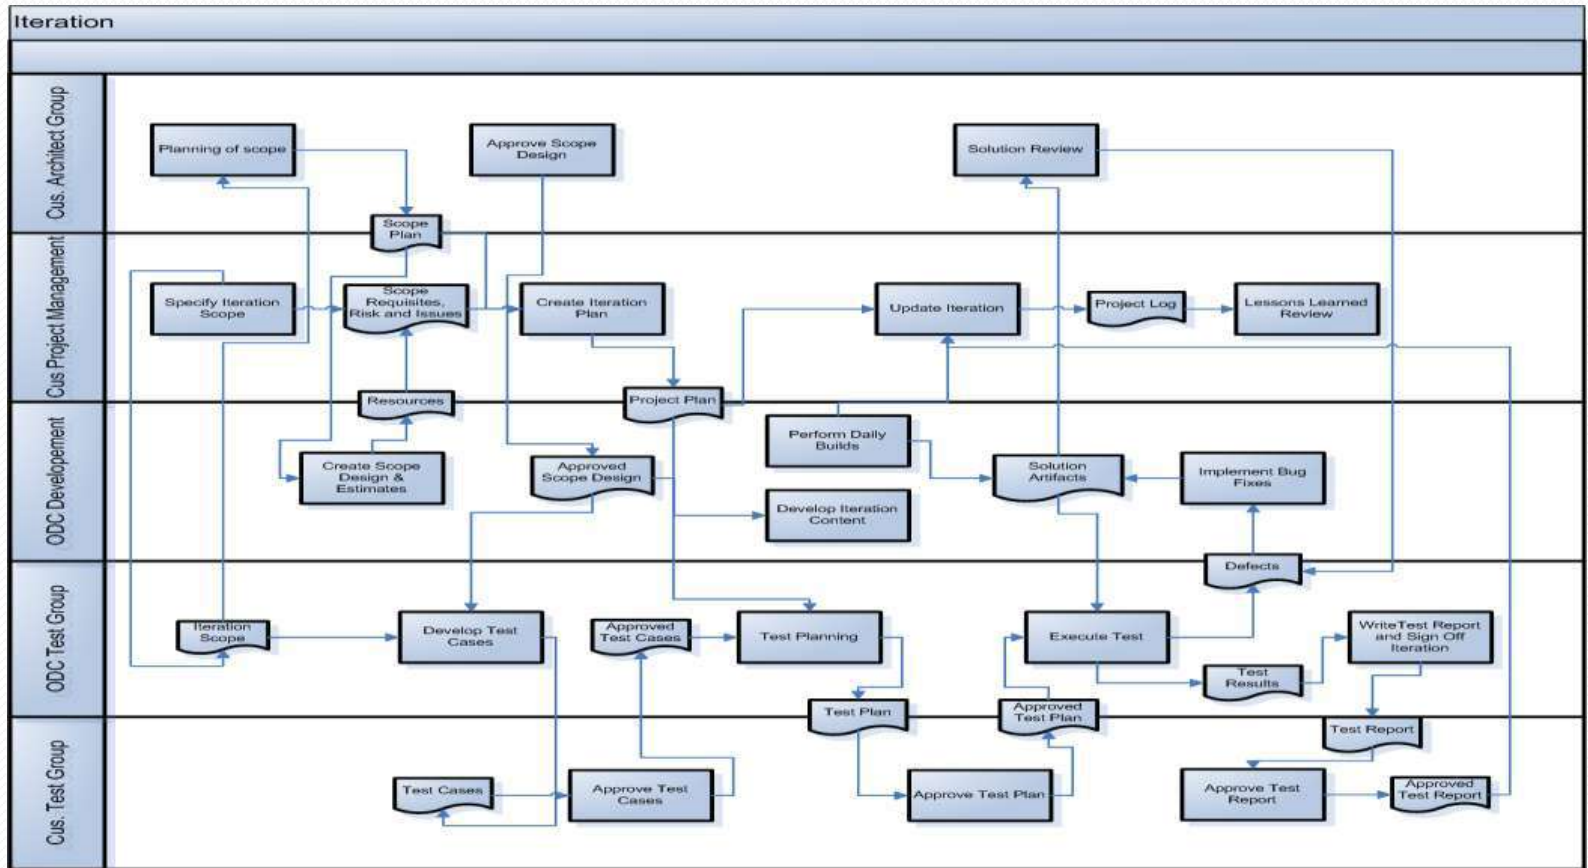 Iteration
Cus. Architect Group
Planning of scope
Approve Scope
Design
Solution Review
Scope
Plan
Cus Project Management
Specify Iteration
Scope
Scope
Requisites,
Risk and Issues
Create Iteration
Plan
Update Iteration
Project Log
Lessons Learned
Review
Resources
Project Plan
ODC Developement
Create Scope
Design &
Estimates
Approved
Scope Design
Perform Daily
Builds
Develop Iteration
Content
Solution
Artifacts
Implement Bug
Fixes
Defects
ODC Test Group
Iteration
Scope
Develop Test
Cases
Approved
Test Cases
Test Planning
Execute Test
WriteTest Report
and Sign Off
Iteration
Test
Results
Test Plan
Approved
Test Plan
Test Report
Cus. Test Group
Test Cases
Approve Test
Cases
Approve Test Plan
Approve Test
Report
Approved
Test Report